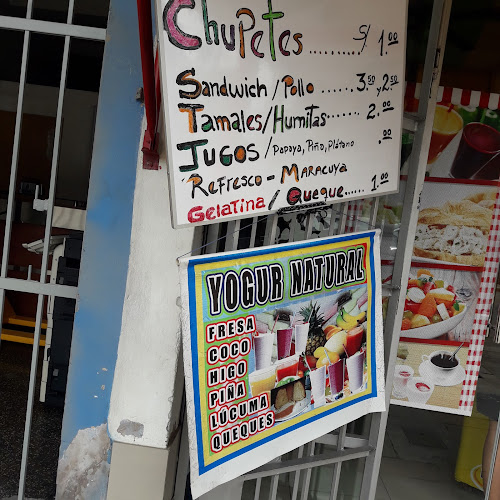 Chupetes ........ S/ 1.00
Sandwich/Pollo ...... 3.50 y 2.50
Tamales/Humitas...... 2.00
Jugos/Papaya, Piña, Plátano .00
Refresco - Maracuya
Gelatina/Queque...... 1.00
YOGUR NATURAL
FRESA
COCO
HIGO
PIÑA
LÚCUMA
QUEQUES